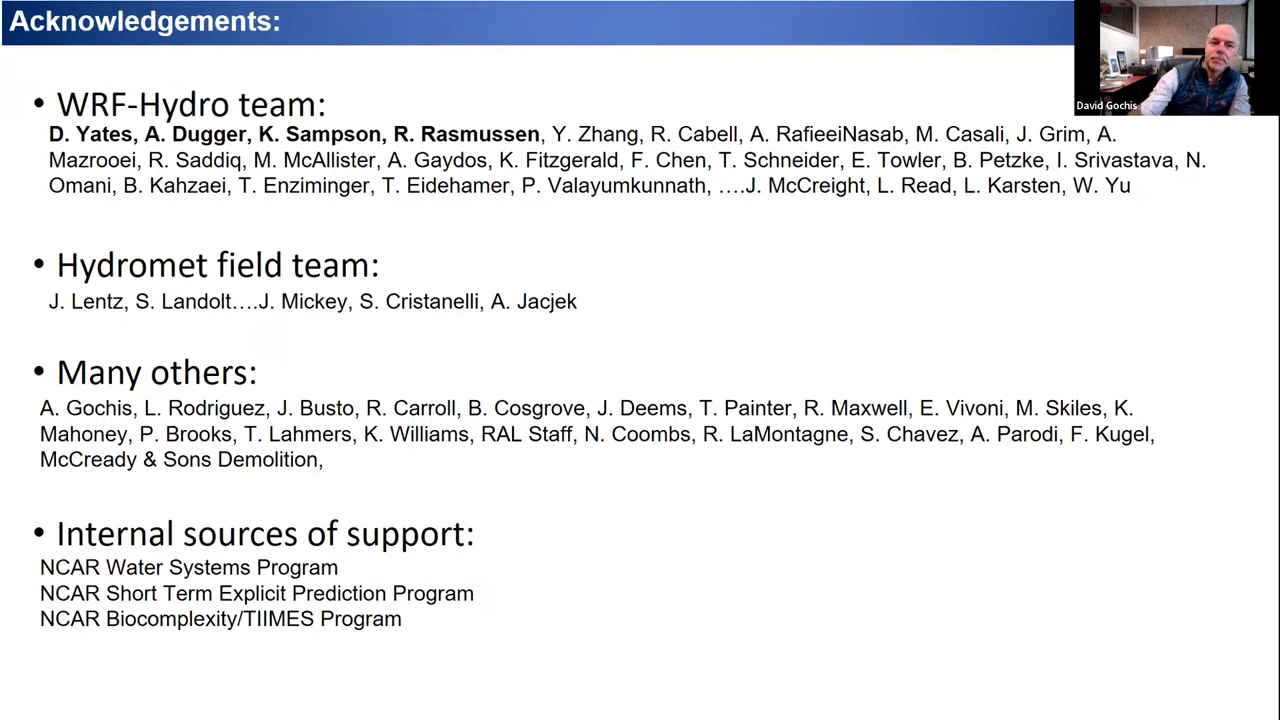 Acknowledgements:
David Gochis
• WRF-Hydro team:
D. Yates, A. Dugger, K. Sampson, R. Rasmussen, Y. Zhang, R. Cabell, A. RafieeiNasab, M. Casali, J. Grim, A.
Mazrooei, R. Saddiq, M. McAllister, A. Gaydos, K. Fitzgerald, F. Chen, T. Schneider, E. Towler, B. Petzke, I. Srivastava, N.
Omani, B. Kahzaei, T. Enziminger, T. Eidehamer, P. Valayumkunnath, ….J. McCreight, L. Read, L. Karsten, W. Yu
• Hydromet field team:
J. Lentz, S. Landolt….J. Mickey, S. Cristanelli, A. Jacjek
• Many others:
A. Gochis, L. Rodriguez, J. Busto, R. Carroll, B. Cosgrove, J. Deems, T. Painter, R. Maxwell, E. Vivoni, M. Skiles, K.
Mahoney, P. Brooks, T. Lahmers, K. Williams, RAL Staff, N. Coombs, R. LaMontagne, S. Chavez, A. Parodi, F. Kugel,
McCready & Sons Demolition,
• Internal sources of support:
NCAR Water Systems Program
NCAR Short Term Explicit Prediction Program
NCAR Biocomplexity/TIIMES Program